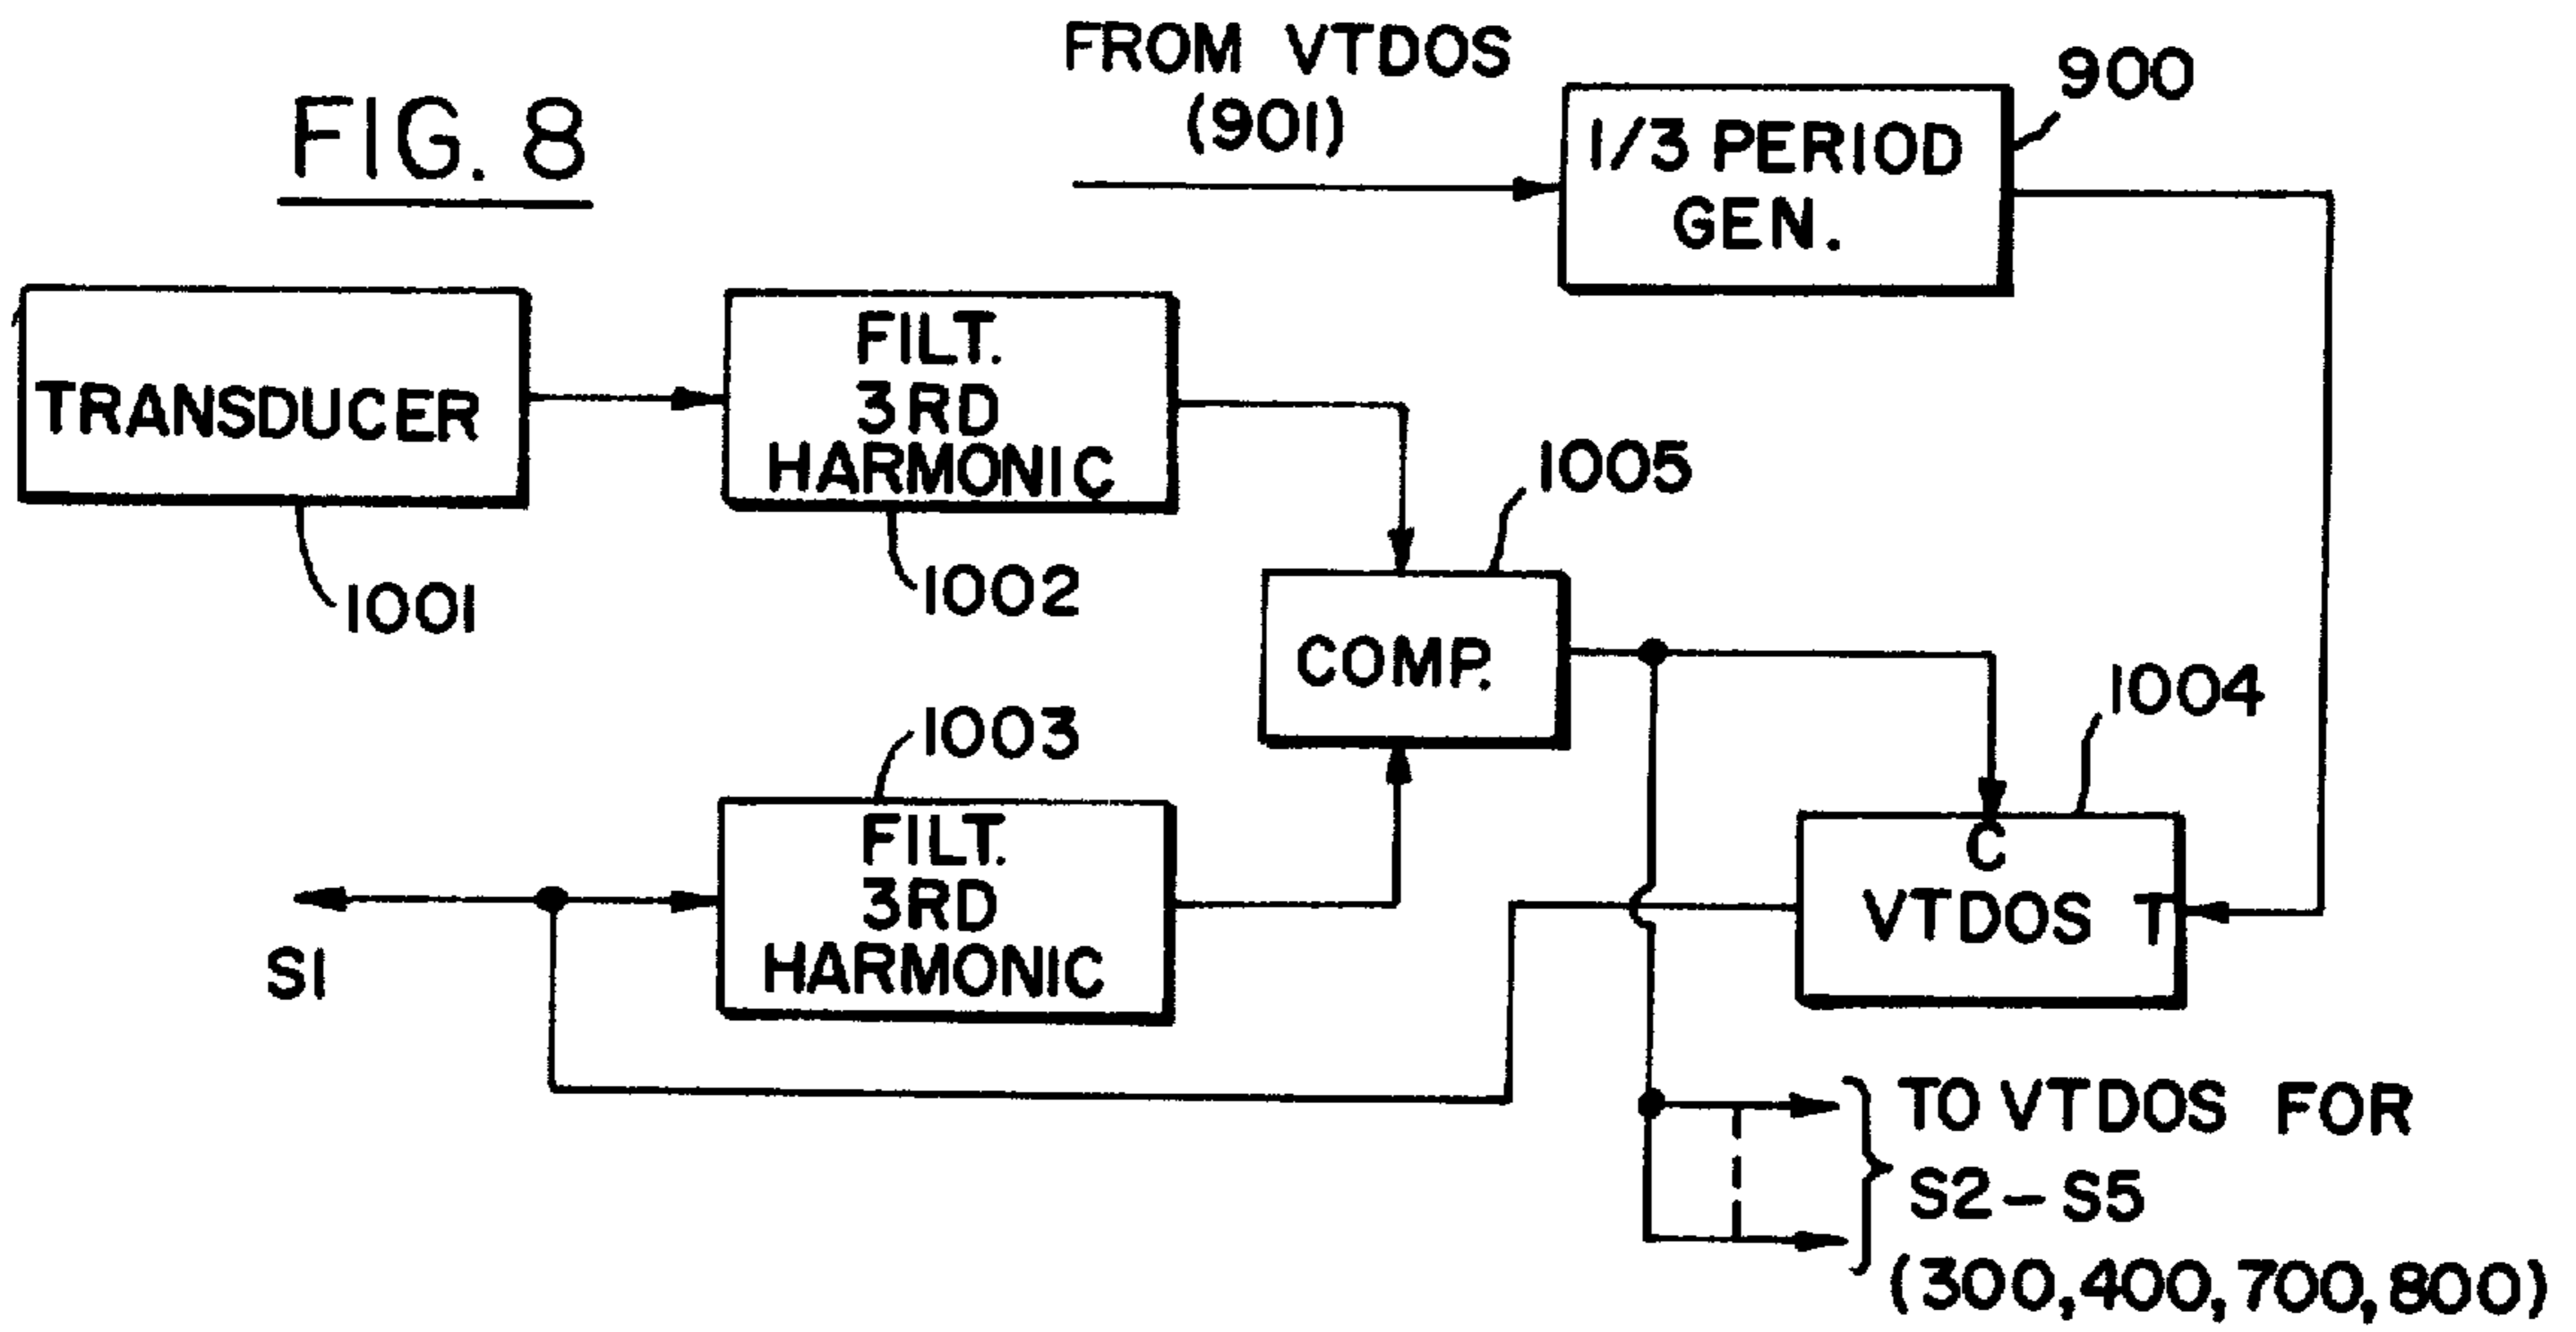 FIG. 8
FROM VTDOS
(901)
1/3 PERIOD
GEN.
900
TRANSDUCER
1001
FILT.
3RD
HARMONIC
1002
1005
COMP.
1003
FILT.
3RD
HARMONIC
S1
1004
C
VTDOS T
TO VTDOS FOR
S2-S5
(300,400,700,800)